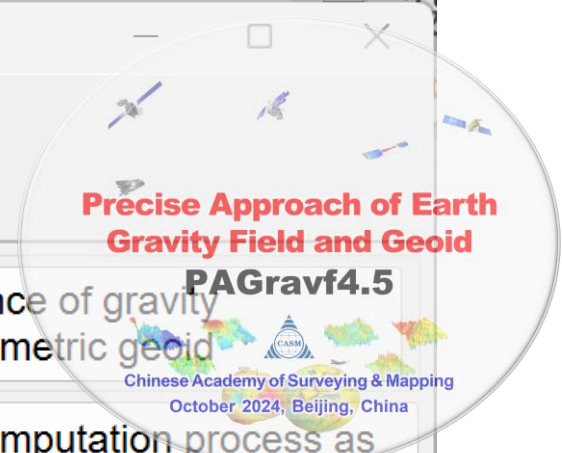 Precise Approach of Earth
Gravity Field and Geoid
PAGravf4.5
ce of gravity
metric geoid
CASM
Chinese Academy of Surveying & Mapping
October 2024, Beijing, China
mputation process as